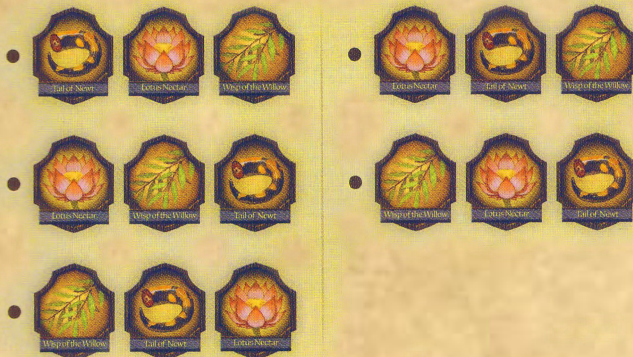 Tail of Newt Lotus Nectar Wisp of the Willow
Lotus Nectar Wisp of the Willow Tail of Newt
Wisp of the Willow Tail of Newt Lotus Nectar
Lotus Nectar Tail of Newt Wisp of the Willow
Wisp of the Willow Lotus Nectar Tail of Newt